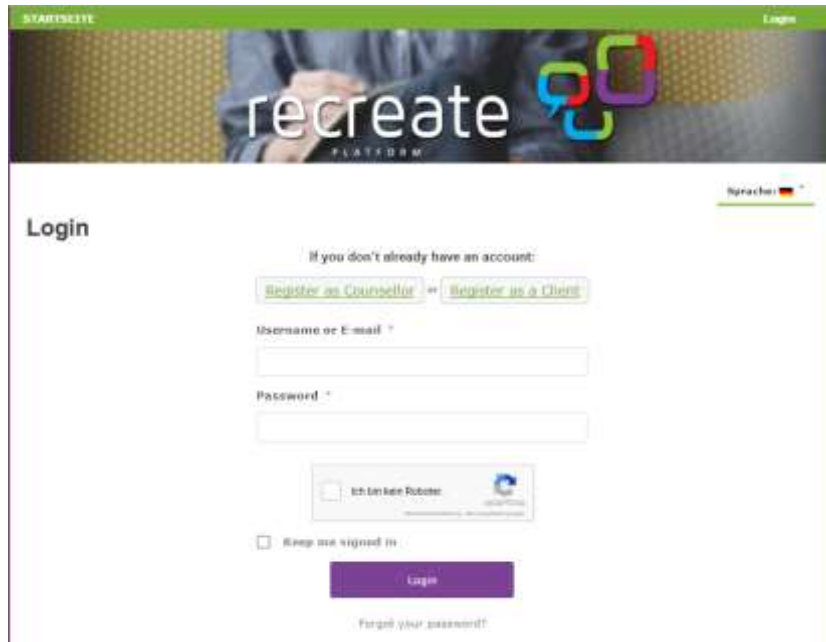 STARTSEITE Login
recreate
PLATFORM
Sprache:
Login
If you don't already have an account:
Register as Counsellor or Register as a Client
Username or E-mail *
Password *
Ich bin kein Roboter
reCAPTCHA
Keep me signed in
Login
Forgot your password?